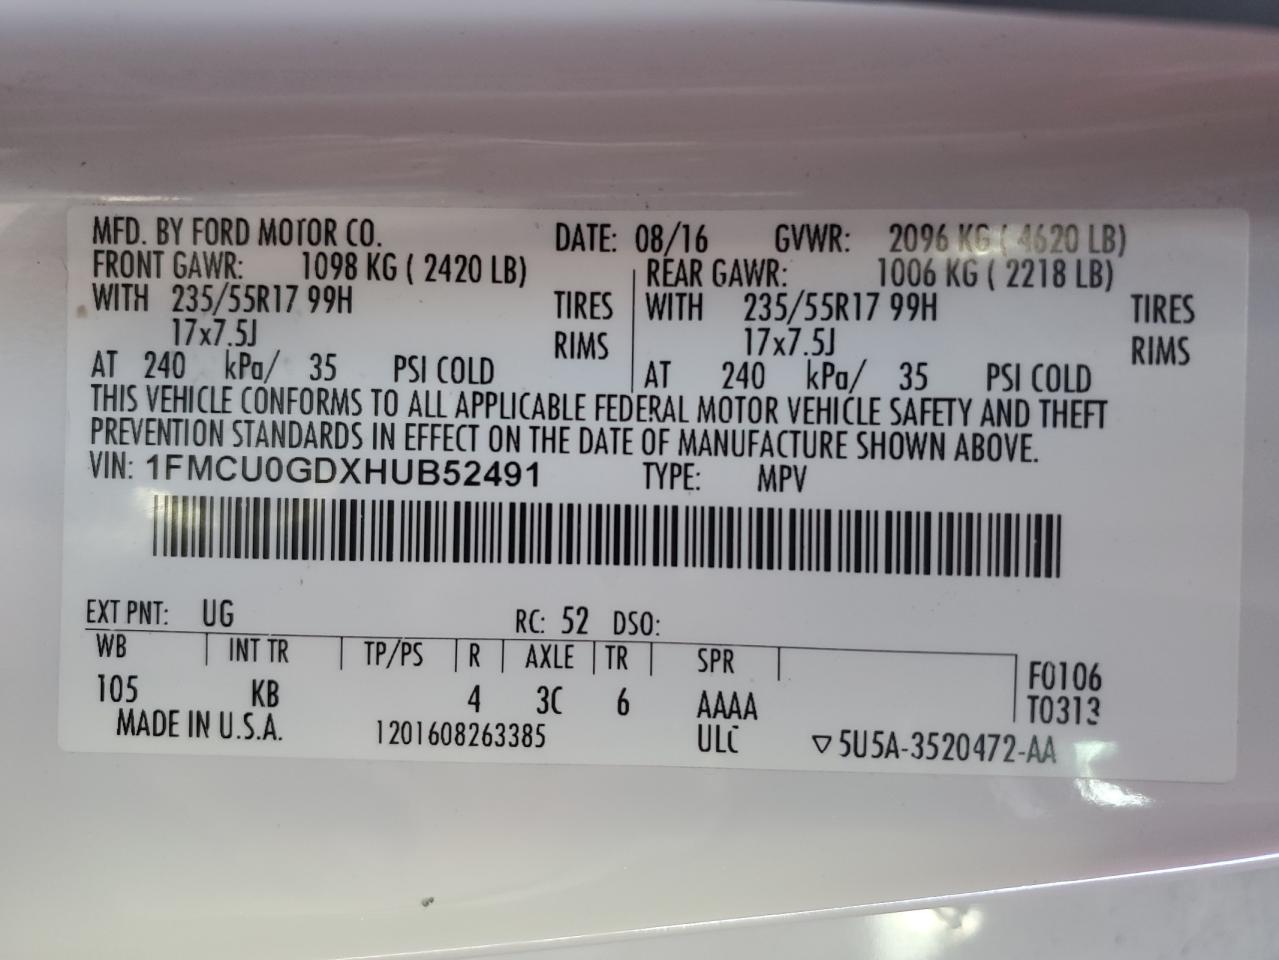 MFD. BY FORD MOTOR CO. DATE: 08/16 GVWR: 2096 KG ( 4620 LB)
FRONT GAWR: 1098 KG ( 2420 LB) REAR GAWR: 1006 KG ( 2218 LB)
WITH 235/55R17 99H TIRES WITH 235/55R17 99H TIRES
17x7.5J RIMS 17x7.5J RIMS
AT 240 kPa/ 35 PSI COLD AT 240 kPa/ 35 PSI COLD
THIS VEHICLE CONFORMS TO ALL APPLICABLE FEDERAL MOTOR VEHICLE SAFETY AND THEFT
PREVENTION STANDARDS IN EFFECT ON THE DATE OF MANUFACTURE SHOWN ABOVE.
VIN: 1FMCU0GDXHUB52491 TYPE: MPV
EXT PNT: UG RC: 52 DSO:
WB INT TR TP/PS R AXLE TR SPR F0106
105 KB 4 3C 6 AAAA T0313
MADE IN U.S.A. 1201608263385 ULC ▽5U5A-3520472-AA